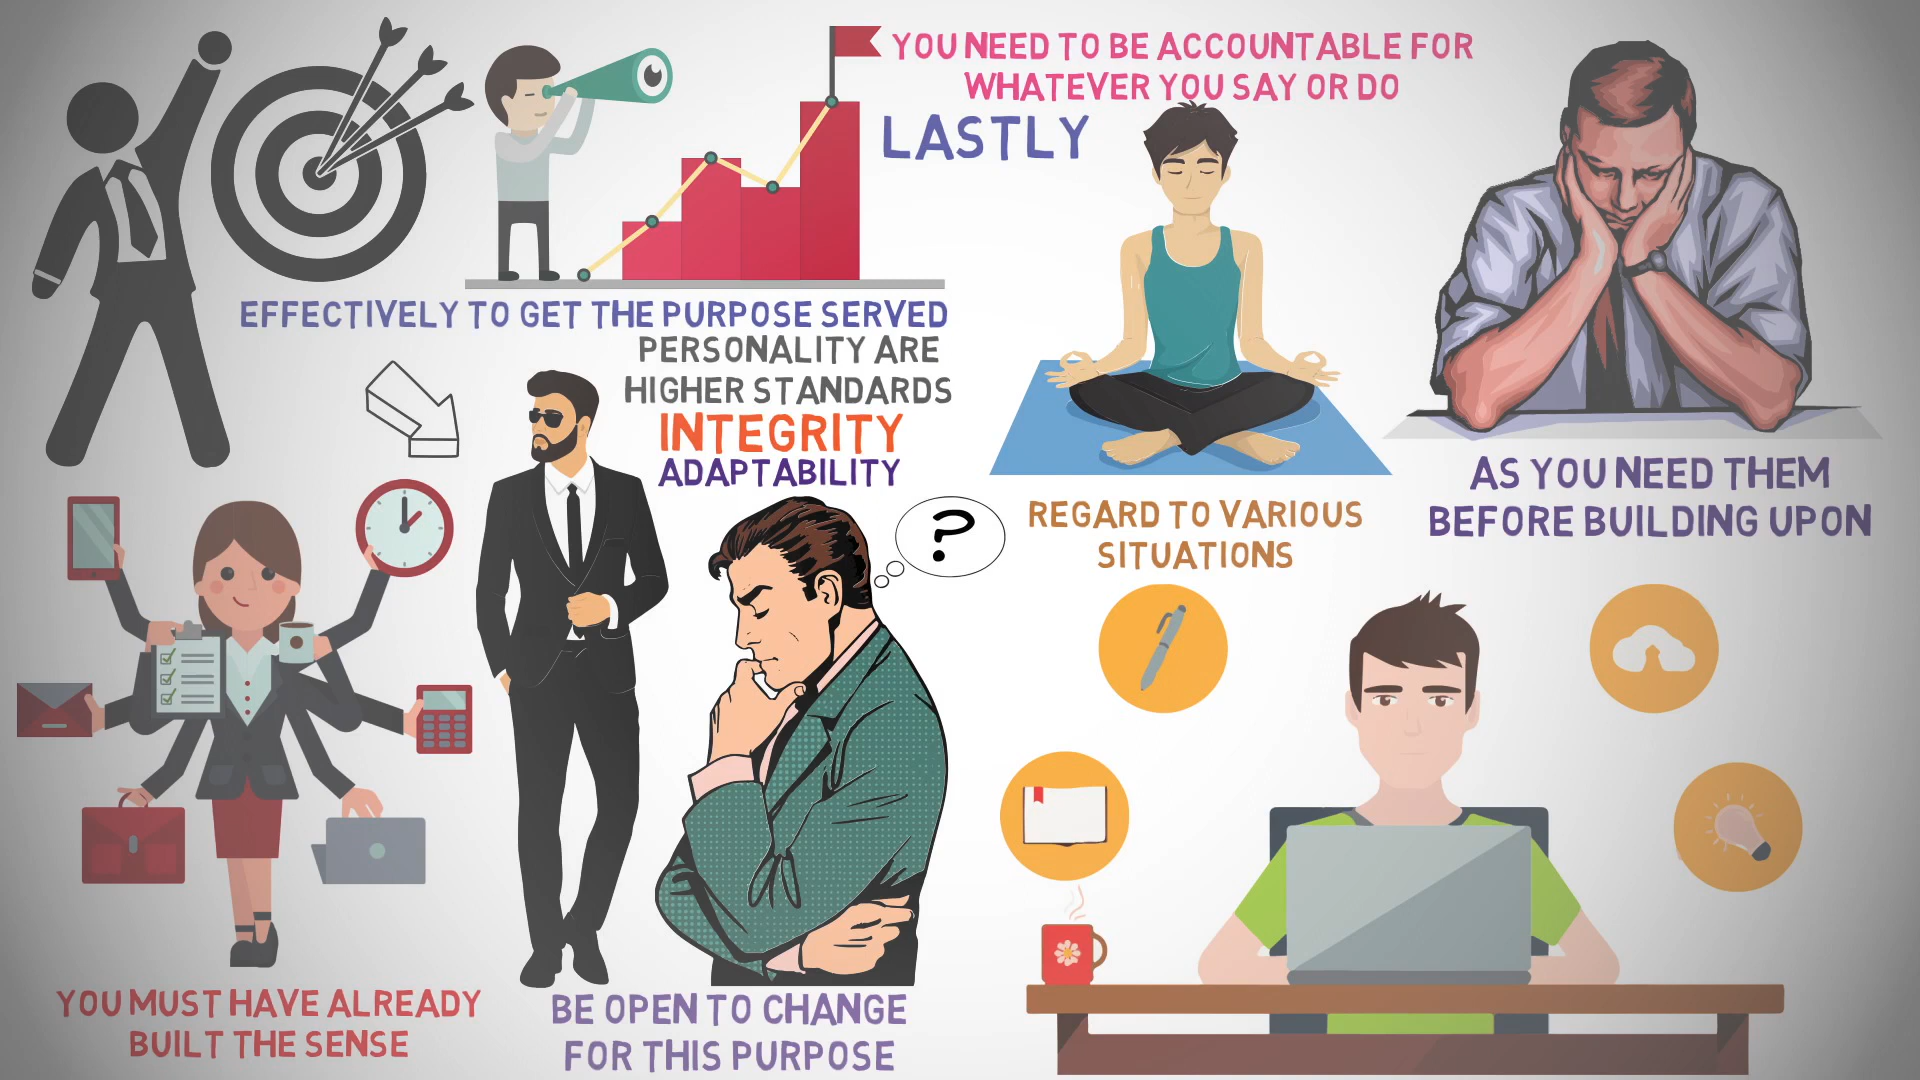 YOU NEED TO BE ACCOUNTABLE FOR
WHATEVER YOU SAY OR DO
LASTLY
EFFECTIVELY TO GET THE PURPOSE SERVED
PERSONALITY ARE
HIGHER STANDARDS
INTEGRITY
ADAPTABILITY
AS YOU NEED THEM
BEFORE BUILDING UPON
REGARD TO VARIOUS
SITUATIONS
?
YOU MUST HAVE ALREADY
BUILT THE SENSE
BE OPEN TO CHANGE
FOR THIS PURPOSE